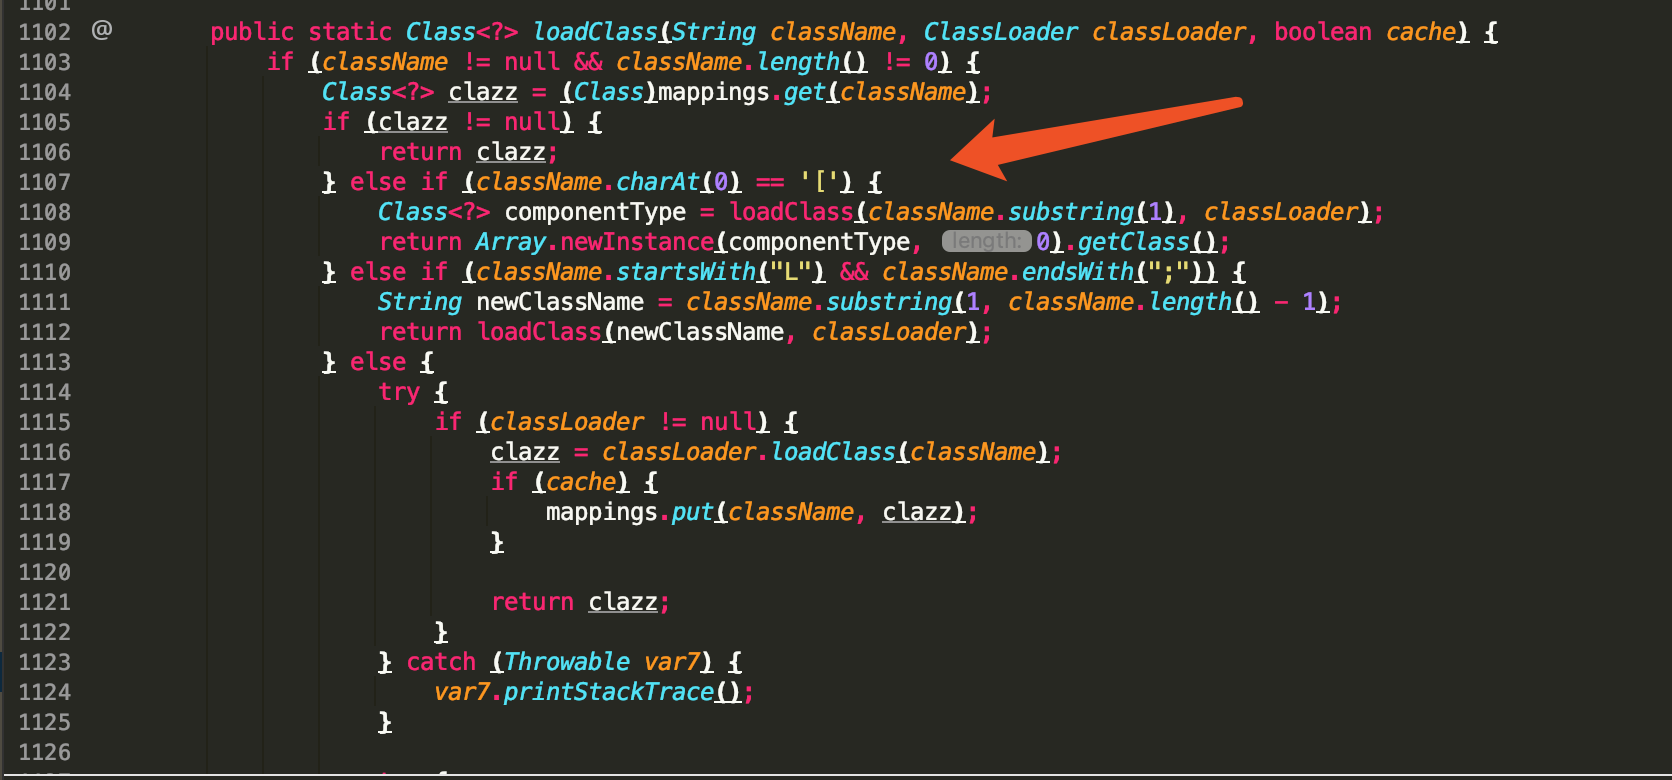 1101
1102 @ public static Class<?> loadClass(String className, ClassLoader classLoader, boolean cache) {
1103 if (className != null && className.length() != 0) {
1104 Class<?> clazz = (Class)mappings.get(className);
1105 if (clazz != null) {
1106 return clazz;
1107 } else if (className.charAt(0) == '[') {
1108 Class<?> componentType = loadClass(className.substring(1), classLoader);
1109 return Array.newInstance(componentType, length: 0).getClass();
1110 } else if (className.startsWith("L") && className.endsWith(";")) {
1111 String newClassName = className.substring(1, className.length() - 1);
1112 return loadClass(newClassName, classLoader);
1113 } else {
1114 try {
1115 if (classLoader != null) {
1116 clazz = classLoader.loadClass(className);
1117 if (cache) {
1118 mappings.put(className, clazz);
1119 }
1120
1121 return clazz;
1122 }
1123 } catch (Throwable var7) {
1124 var7.printStackTrace();
1125 }
1126